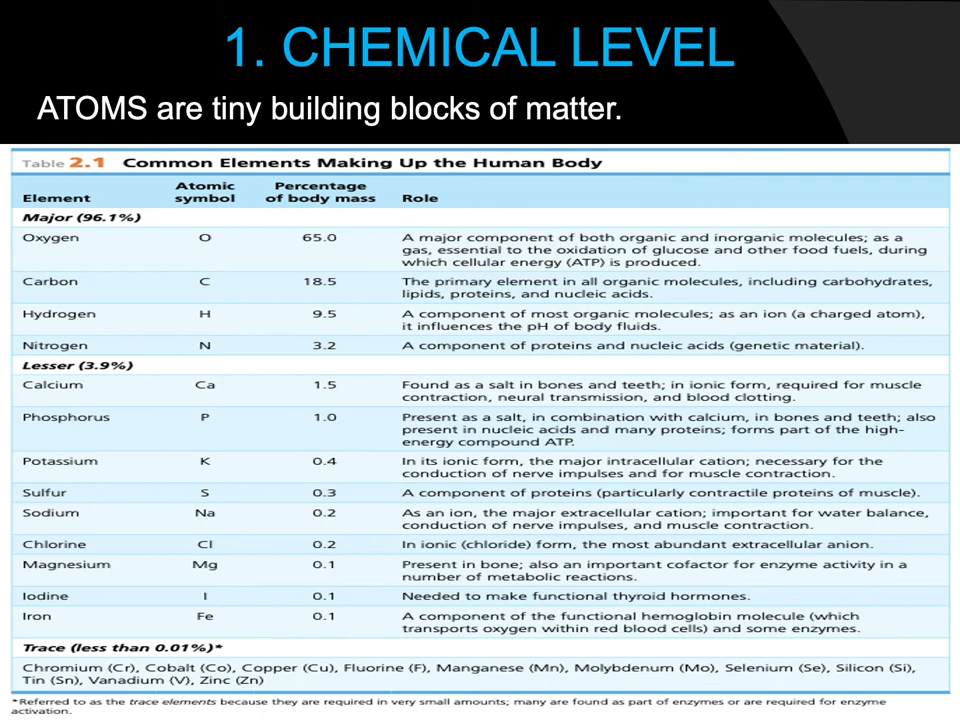 1. CHEMICAL LEVEL
ATOMS are tiny building blocks of matter.
Table 2.1 Common Elements Making Up the Human Body
Element Atomic symbol Percentage of body mass Role
Major (96.1%)
Oxygen O 65.0 A major component of both organic and inorganic molecules; as a
gas, essential to the oxidation of glucose and other food fuels, during
which cellular energy (ATP) is produced.
Carbon C 18.5 The primary element in all organic molecules, including carbohydrates,
lipids, proteins, and nucleic acids.
Hydrogen H 9.5 A component of most organic molecules; as an ion (a charged atom),
it influences the pH of body fluids.
Nitrogen N 3.2 A component of proteins and nucleic acids (genetic material).
Lesser (3.9%)
Calcium Ca 1.5 Found as a salt in bones and teeth; in ionic form, required for muscle
contraction, neural transmission, and blood clotting.
Phosphorus P 1.0 Present as a salt, in combination with calcium, in bones and teeth; also
present in nucleic acids and many proteins; forms part of the high-
energy compound ATP.
Potassium K 0.4 In its ionic form, the major intracellular cation; necessary for the
conduction of nerve impulses and for muscle contraction.
Sulfur S 0.3 A component of proteins (particularly contractile proteins of muscle).
Sodium Na 0.2 As an ion, the major extracellular cation; important for water balance,
conduction of nerve impulses, and muscle contraction.
Chlorine Cl 0.2 In ionic (chloride) form, the most abundant extracellular anion.
Magnesium Mg 0.1 Present in bone; also an important cofactor for enzyme activity in a
number of metabolic reactions.
Iodine I 0.1 Needed to make functional thyroid hormones.
Iron Fe 0.1 A component of the functional hemoglobin molecule (which
transports oxygen within red blood cells) and some enzymes.
Trace (less than 0.01%)*
Chromium (Cr), Cobalt (Co), Copper (Cu), Fluorine (F), Manganese (Mn), Molybdenum (Mo), Selenium (Se), Silicon (Si),
Tin (Sn), Vanadium (V), Zinc (Zn)
*Referred to as the trace elements because they are required in very small amounts; many are found as part of enzymes or are required for enzyme
activation.